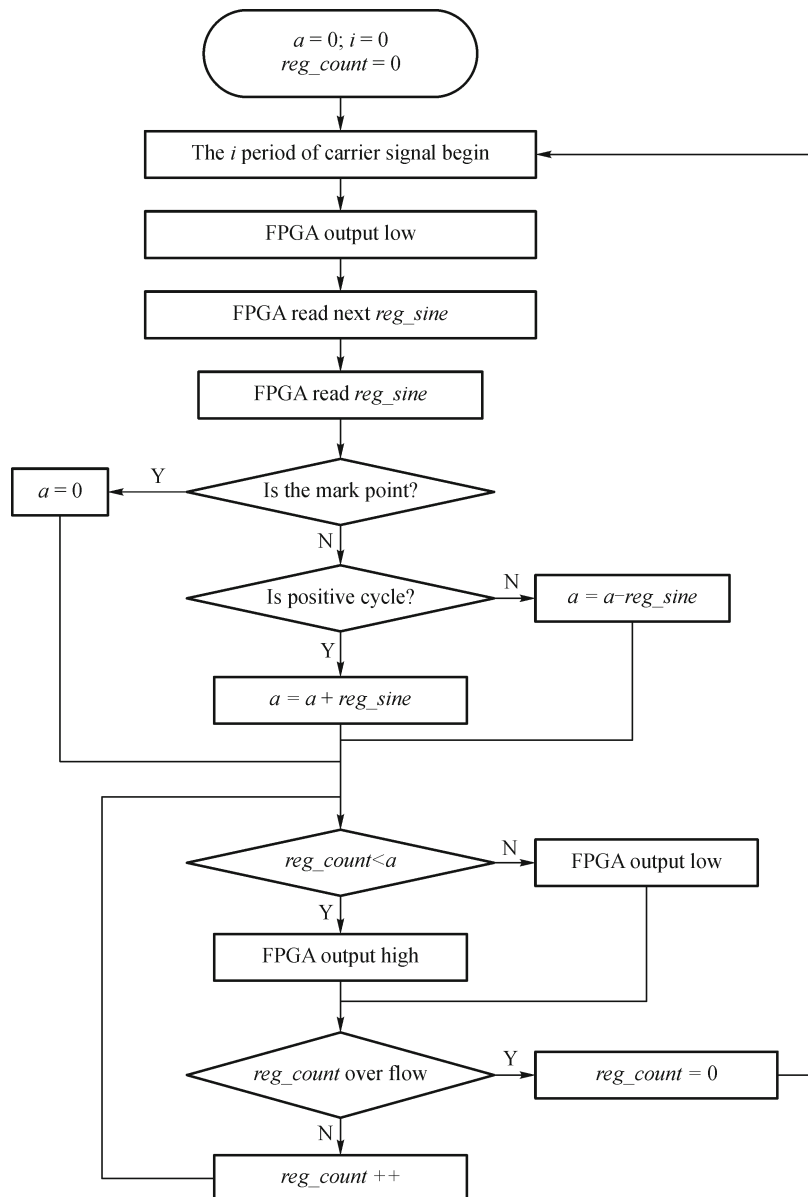 a = 0; i = 0
reg_count = 0
The i period of carrier signal begin
FPGA output low
FPGA read next reg_sine
FPGA read reg_sine
Is the mark point?
Y
a = 0
N
Is positive cycle?
N
a = a−reg_sine
Y
a = a + reg_sine
reg_count<a
N
FPGA output low
Y
FPGA output high
reg_count over flow
Y
reg_count = 0
N
reg_count ++